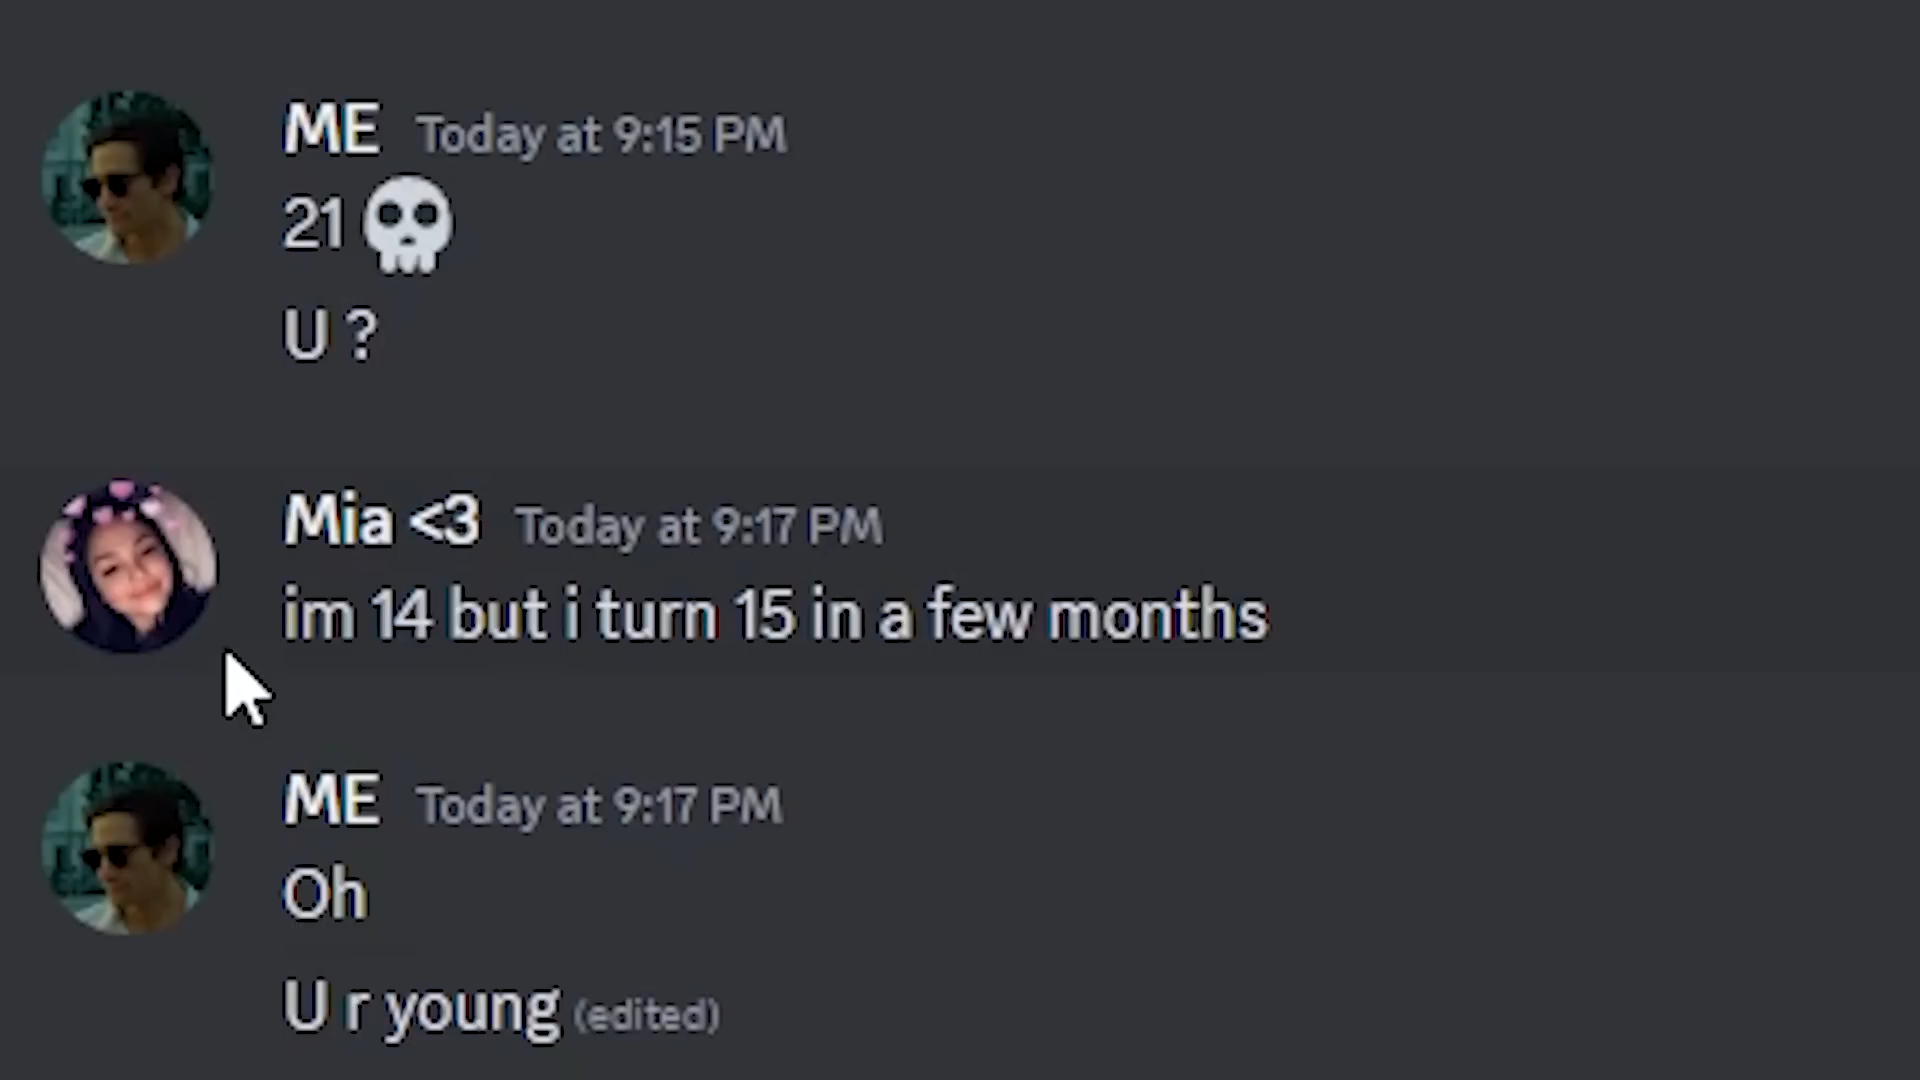 ME Today at 9:15 PM
21 💀
U ?
Mia <3 Today at 9:17 PM
im 14 but i turn 15 in a few months
ME Today at 9:17 PM
Oh
U r young (edited)